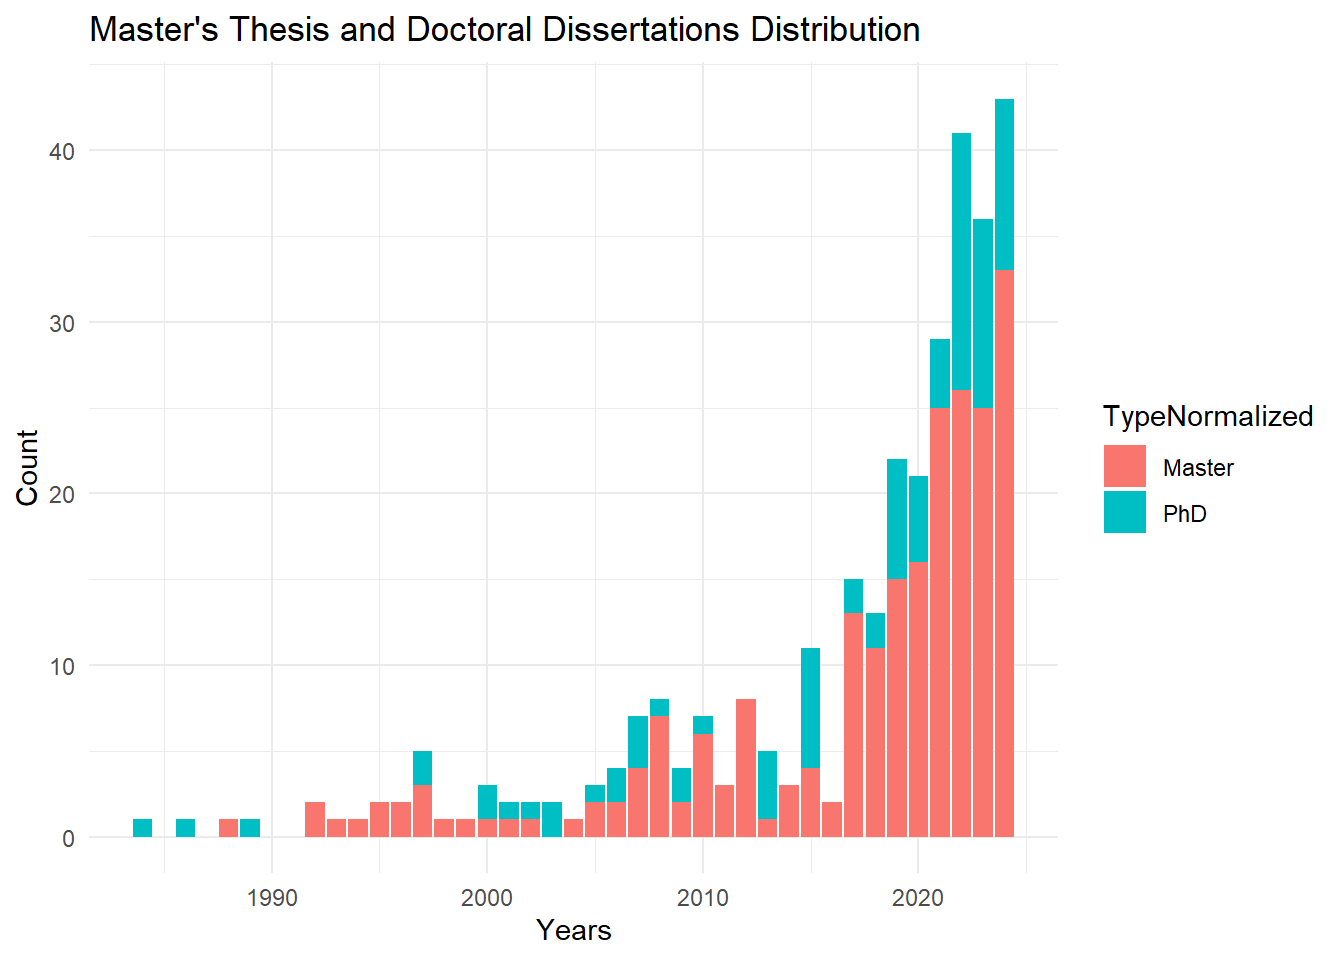 Master's Thesis and Doctoral Dissertations Distribution
40
30
20
10
0
Count
1990
2000
2010
2020
Years
TypeNormalized
Master
PhD